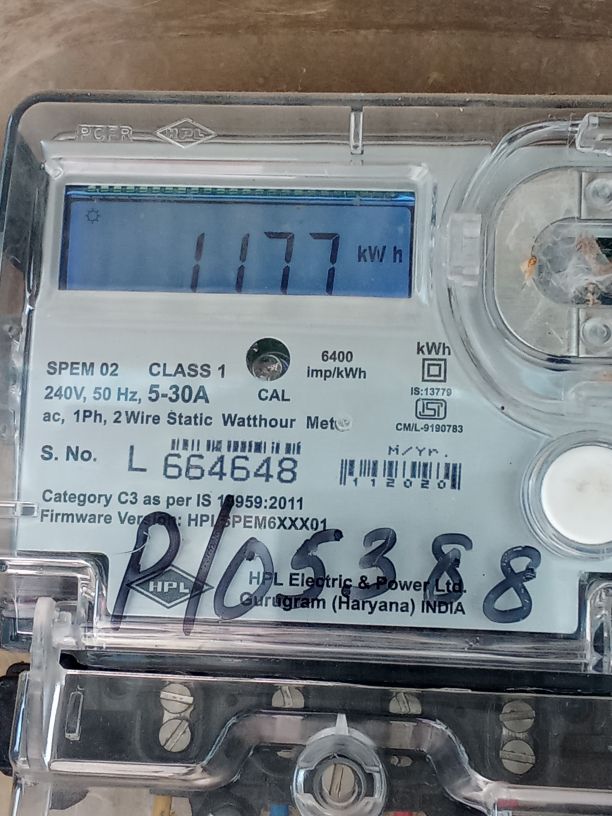 PCPR HPL
1177 kWh
SPEM 02 CLASS 1
6400 imp/kWh
kWh
240V, 50 Hz, 5-30A
CAL
IS:13779
ISI
CM/L-9190783
ac, 1Ph, 2 Wire Static Watthour Meter
S. No. L 664648
M/Yr.
112020
Category C3 as per IS 15959:2011
Firmware Version: HPLSPEM6XXX01
P/05388
HPL
HPL Electric & Power Ltd.
Gurugram (Haryana) INDIA